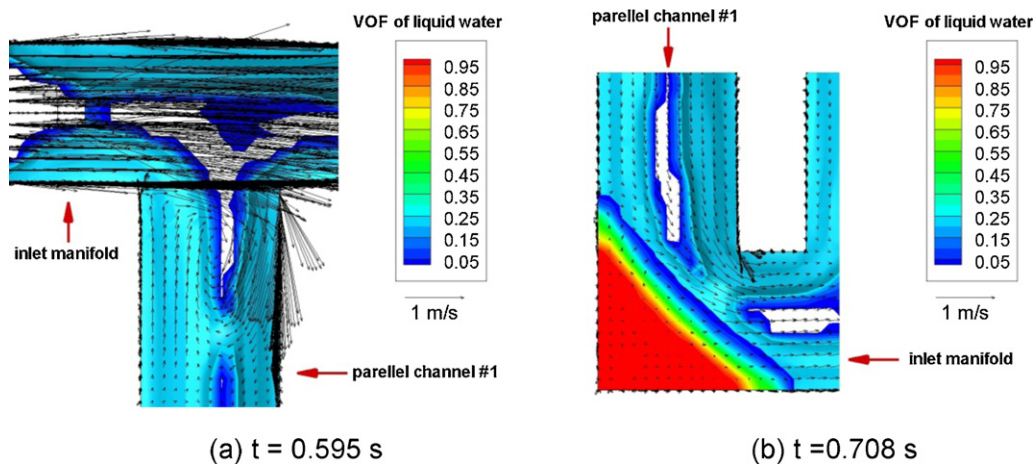 VOF of liquid water
0.95
0.85
0.75
0.65
0.55
0.45
0.35
0.25
0.15
0.05
1 m/s
inlet manifold
parellel channel #1
(a) t = 0.595 s
parellel channel #1
VOF of liquid water
0.95
0.85
0.75
0.65
0.55
0.45
0.35
0.25
0.15
0.05
1 m/s
inlet manifold
(b) t =0.708 s